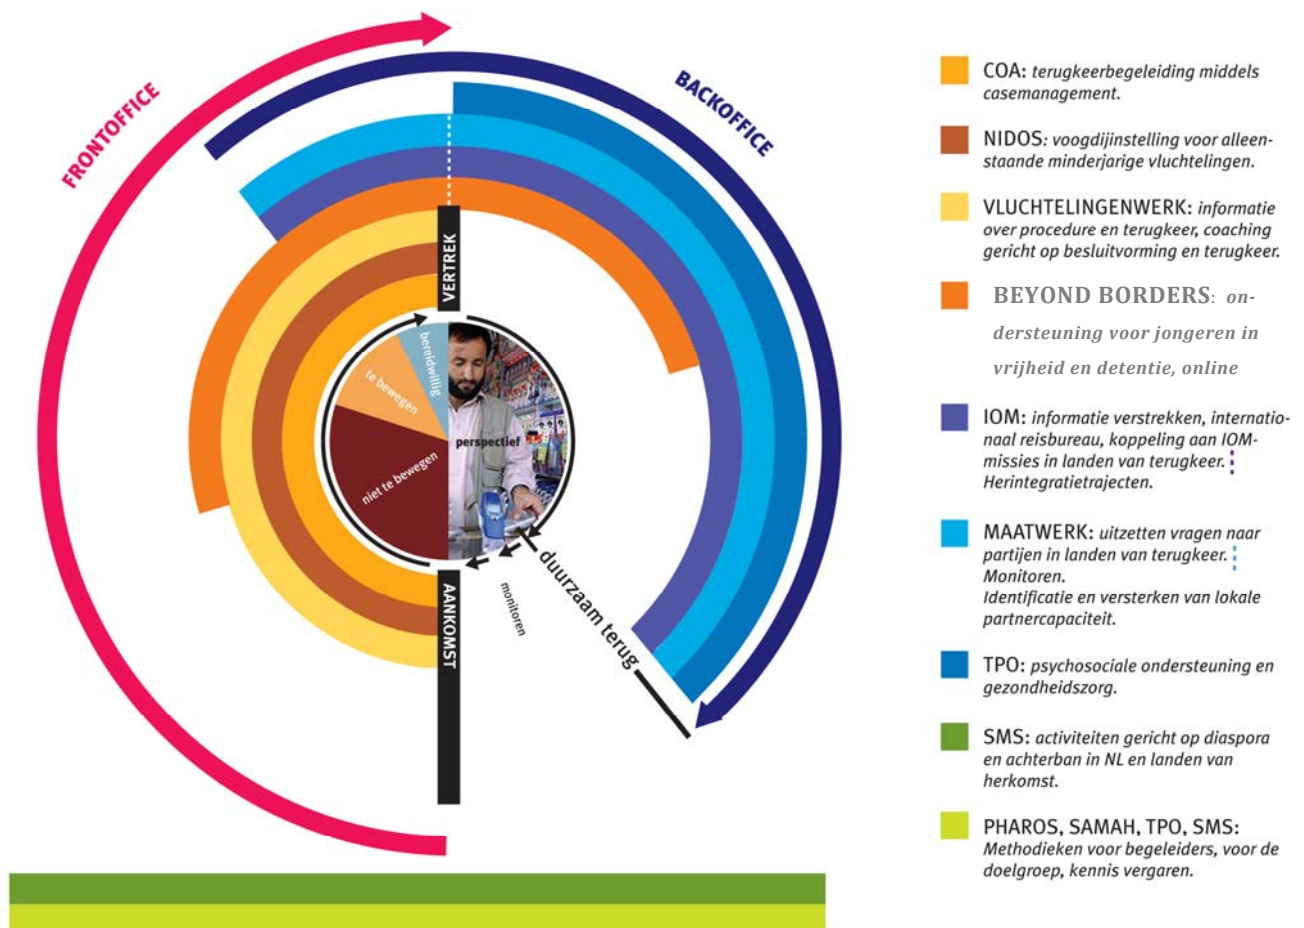 FRONTOFFICE
BACKOFFICE
VERTREK
bereidwillig
te bewegen
niet te bewegen
perspectief
AANKOMST
monitoren
duurzaam terug
COA: terugkeerbegeleiding middels
casemanagement.
NIDOS: voogdijinstelling voor alleen-
staande minderjarige vluchtelingen.
VLUCHTELINGENWERK: informatie
over procedure en terugkeer, coaching
gericht op besluitvorming en terugkeer.
BEYOND BORDERS: on-
dersteuning voor jongeren in
vrijheid en detentie, online
IOM: informatie verstrekken, internatio-
naal reisbureau, koppeling aan IOM-
missies in landen van terugkeer.
Herintegratietrajecten.
MAATWERK: uitzetten vragen naar
partijen in landen van terugkeer.
Monitoren.
Identificatie en versterken van lokale
partnercapaciteit.
TPO: psychosociale ondersteuning en
gezondheidszorg.
SMS: activiteiten gericht op diaspora
en achterban in NL en landen van
herkomst.
PHAROS, SAMAH, TPO, SMS:
Methodieken voor begeleiders, voor de
doelgroep, kennis vergaren.